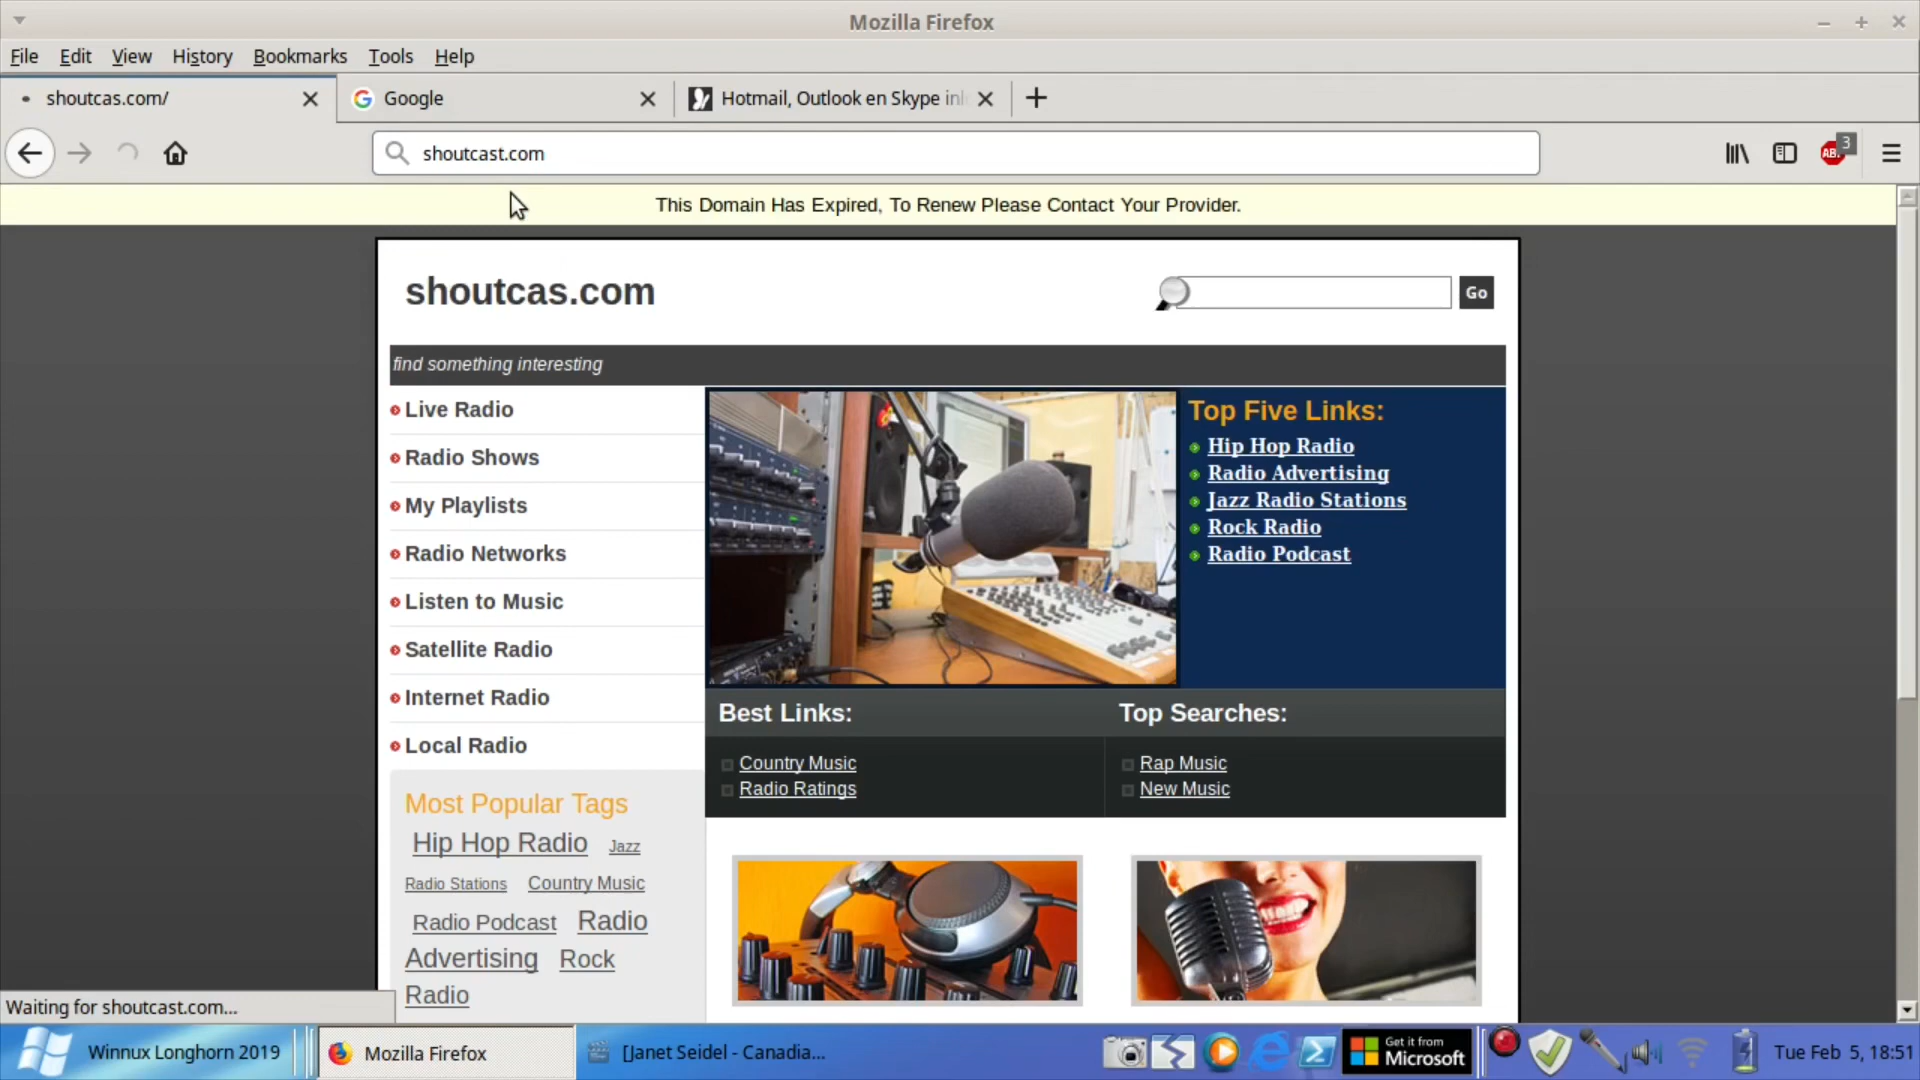 Mozilla Firefox
File Edit View History Bookmarks Tools Help
shoutcas.com/
Google
Hotmail, Outlook en Skype inl
shoutcast.com
ABP
3
This Domain Has Expired, To Renew Please Contact Your Provider.
shoutcas.com
Go
find something interesting
Live Radio
Radio Shows
My Playlists
Radio Networks
Listen to Music
Satellite Radio
Internet Radio
Local Radio
Top Five Links:
Hip Hop Radio
Radio Advertising
Jazz Radio Stations
Rock Radio
Radio Podcast
Best Links:
Country Music
Radio Ratings
Top Searches:
Rap Music
New Music
Most Popular Tags
Hip Hop Radio Jazz
Radio Stations Country Music
Radio Podcast Radio
Advertising Rock
Radio
Waiting for shoutcast.com...
Winnux Longhorn 2019
Mozilla Firefox
[Janet Seidel - Canadia...
Get it from
Microsoft
Tue Feb 5, 18:51